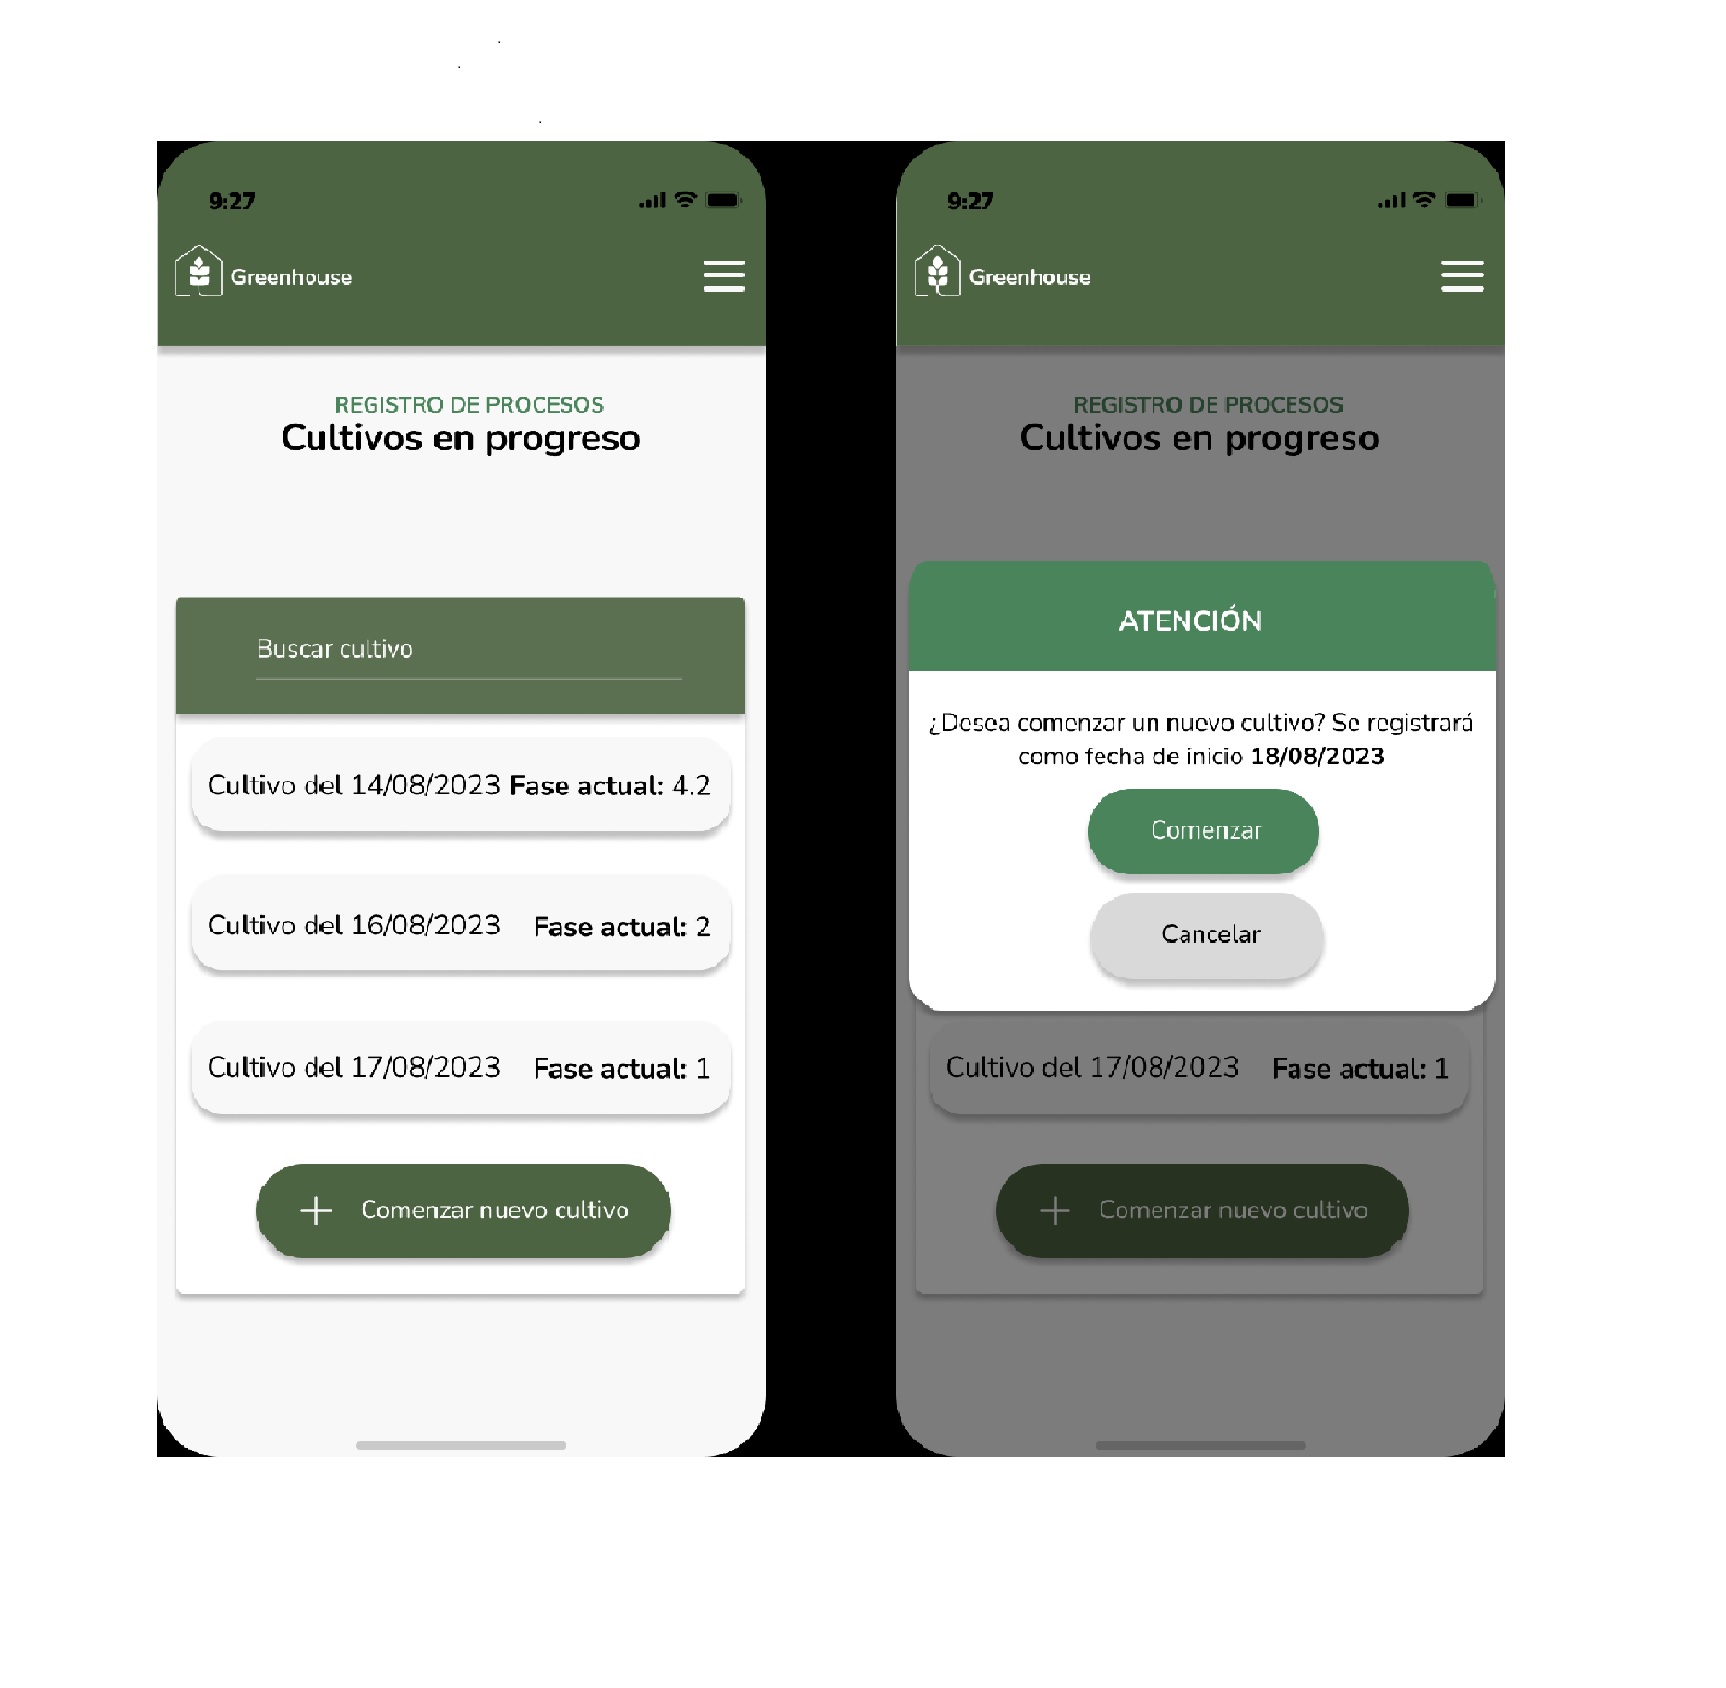 9:27
Greenhouse
REGISTRO DE PROCESOS
Cultivos en progreso
Buscar cultivo
Cultivo del 14/08/2023 Fase actual: 4.2
Cultivo del 16/08/2023 Fase actual: 2
Cultivo del 17/08/2023 Fase actual: 1
Comenzar nuevo cultivo
9:27
Greenhouse
REGISTRO DE PROCESOS
Cultivos en progreso
ATENCIÓN
¿Desea comenzar un nuevo cultivo? Se registrará
como fecha de inicio 18/08/2023
Comenzar
Cancelar
Cultivo del 17/08/2023 Fase actual: 1
Comenzar nuevo cultivo